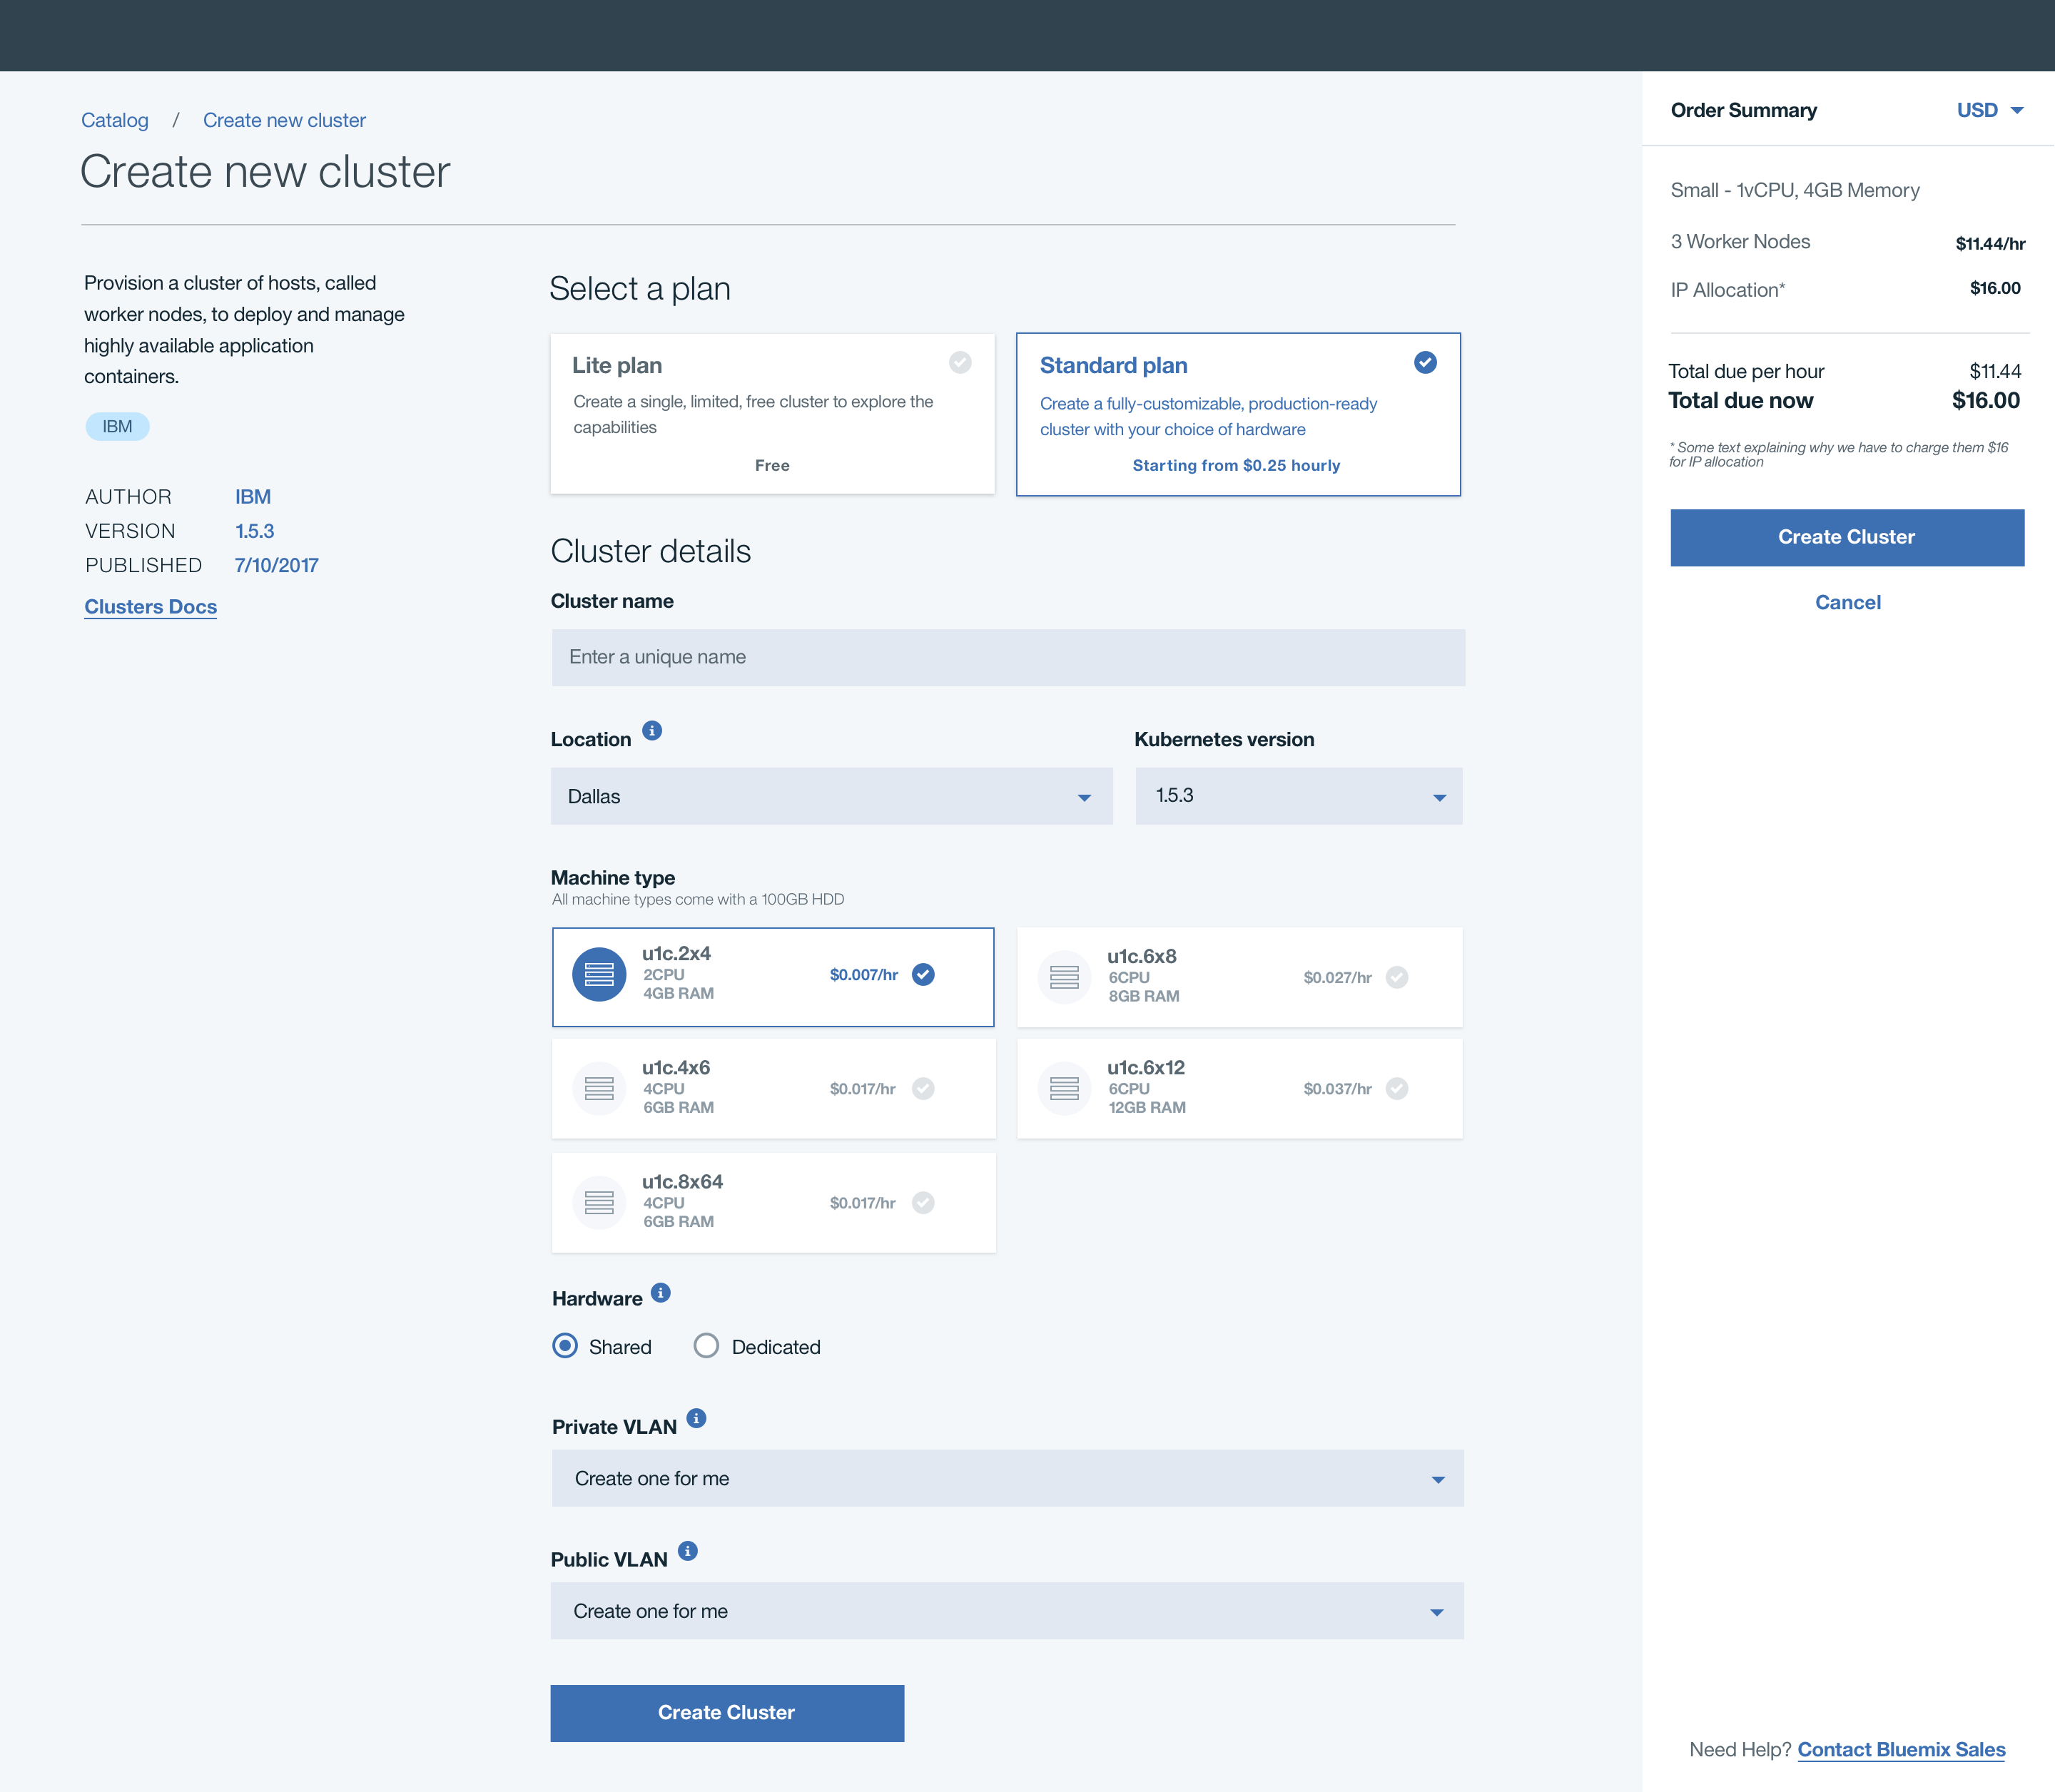 Catalog / Create new cluster
Create new cluster
Provision a cluster of hosts, called
worker nodes, to deploy and manage
highly available application
containers.
IBM
AUTHOR IBM
VERSION 1.5.3
PUBLISHED 7/10/2017
Clusters Docs
Select a plan
Lite plan
Create a single, limited, free cluster to explore the
capabilities
Free
Standard plan
Create a fully-customizable, production-ready
cluster with your choice of hardware
Starting from $0.25 hourly
Cluster details
Cluster name
Enter a unique name
Location
Dallas
Kubernetes version
1.5.3
Machine type
All machine types come with a 100GB HDD
u1c.2x4
2CPU
4GB RAM
$0.007/hr
u1c.6x8
6CPU
8GB RAM
$0.027/hr
u1c.4x6
4CPU
6GB RAM
$0.017/hr
u1c.6x12
6CPU
12GB RAM
$0.037/hr
u1c.8x64
4CPU
6GB RAM
$0.017/hr
Hardware
Shared
Dedicated
Private VLAN
Create one for me
Public VLAN
Create one for me
Create Cluster
Order Summary USD
Small - 1vCPU, 4GB Memory
3 Worker Nodes $11.44/hr
IP Allocation* $16.00
Total due per hour $11.44
Total due now $16.00
* Some text explaining why we have to charge them $16
for IP allocation
Create Cluster
Cancel
Need Help? Contact Bluemix Sales